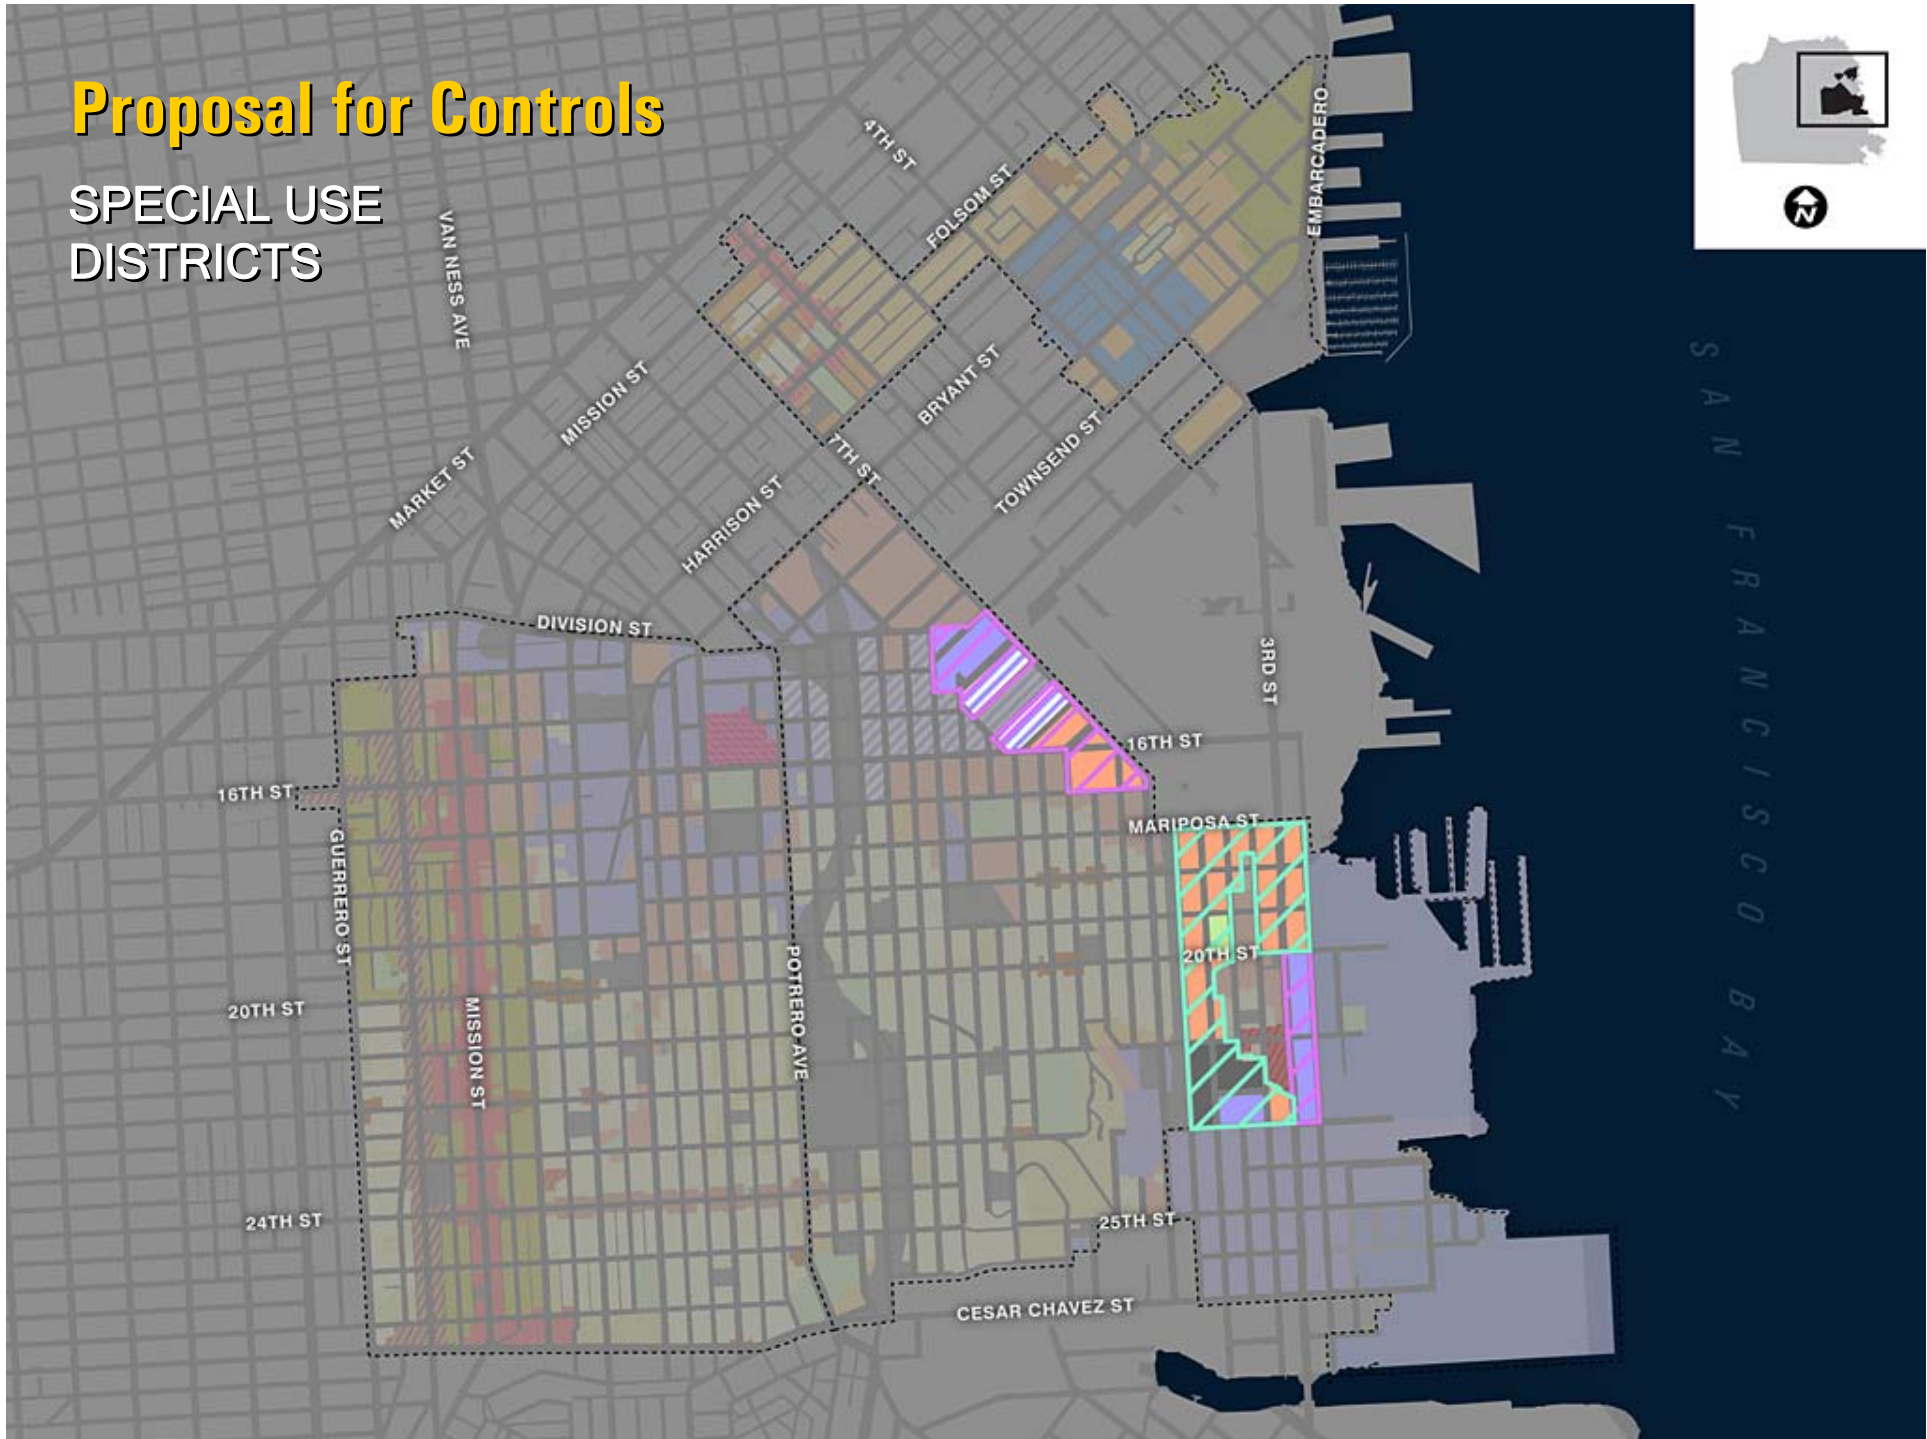 Proposal for Controls
SPECIAL USE
DISTRICTS
N
4TH ST
FOLSOM ST
EMBARCADERO
VAN NESS AVE
MISSION ST
BRYANT ST
MARKET ST
7TH ST
TOWNSEND ST
HARRISON ST
DIVISION ST
3RD ST
16TH ST
16TH ST
MARIPOSA ST
GUERRERO ST
20TH ST
POTRERO AVE
20TH ST
MISSION ST
24TH ST
25TH ST
CESAR CHAVEZ ST
SAN FRANCISCO BAY